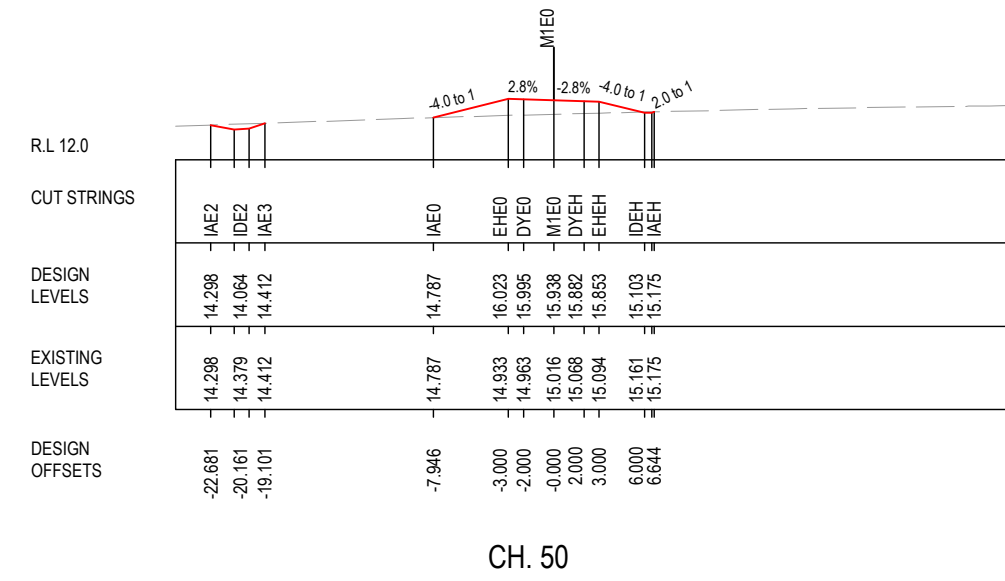 M1E0
-4.0 to 1 2.8% -2.8% -4.0 to 1 2.0 to 1
R.L 12.0
CUT STRINGS IAE2 IDE2 IAE3 IAE0 EHE0 DYE0 M1E0 DYEH EHEH IDEH IAEH
DESIGN
LEVELS
14.298 14.064 14.412 14.787 16.023 15.995 15.938 15.882 15.853 15.103 15.175
EXISTING
LEVELS
14.298 14.379 14.412 14.787 14.933 14.963 15.016 15.068 15.094 15.161 15.175
DESIGN
OFFSETS
-22.681 -20.161 -19.101 -7.946 -3.000 -2.000 -0.000 2.000 3.000 6.000 6.644
CH. 50